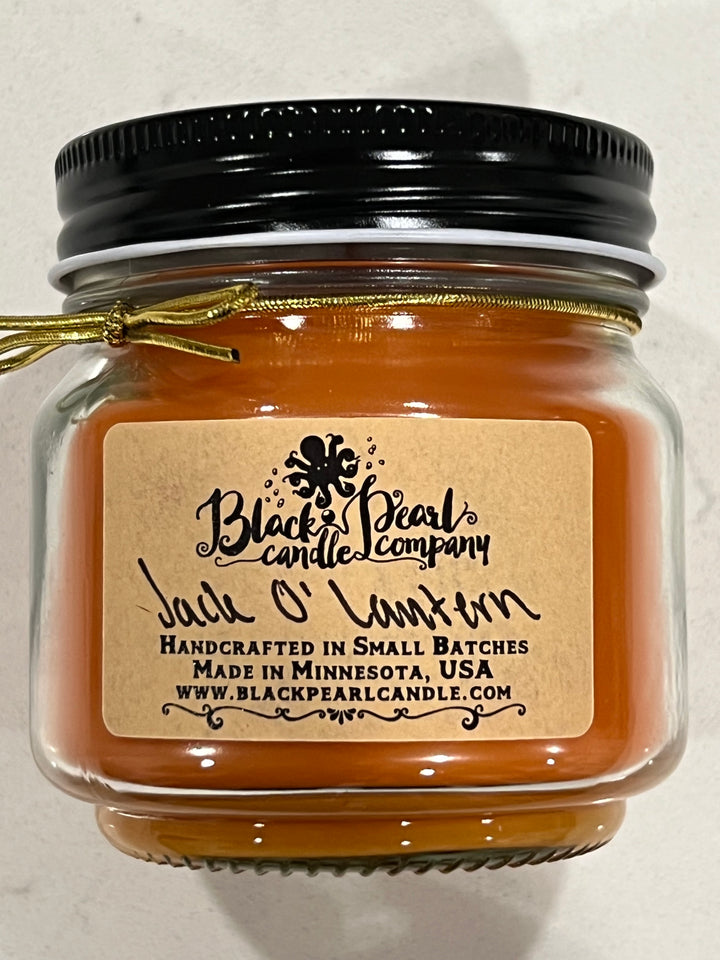 Black Pearl
candle company
Jack O' Lantern
HANDCRAFTED IN SMALL BATCHES
MADE IN MINNESOTA, USA
WWW.BLACKPEARLCANDLE.COM